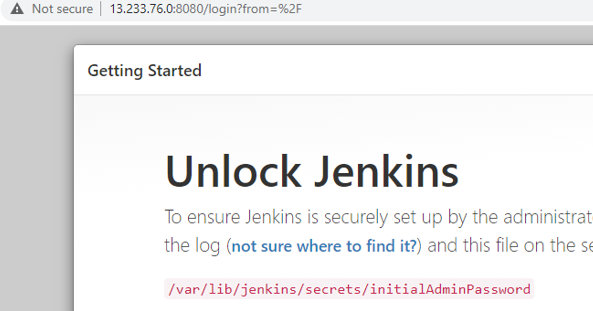 Not secure | 13.233.76.0:8080/login?from=%2F
Getting Started
Unlock Jenkins
To ensure Jenkins is securely set up by the
the log (not sure where to find it?) and this file on the
/var/lib/jenkins/secrets/initialAdminPassword